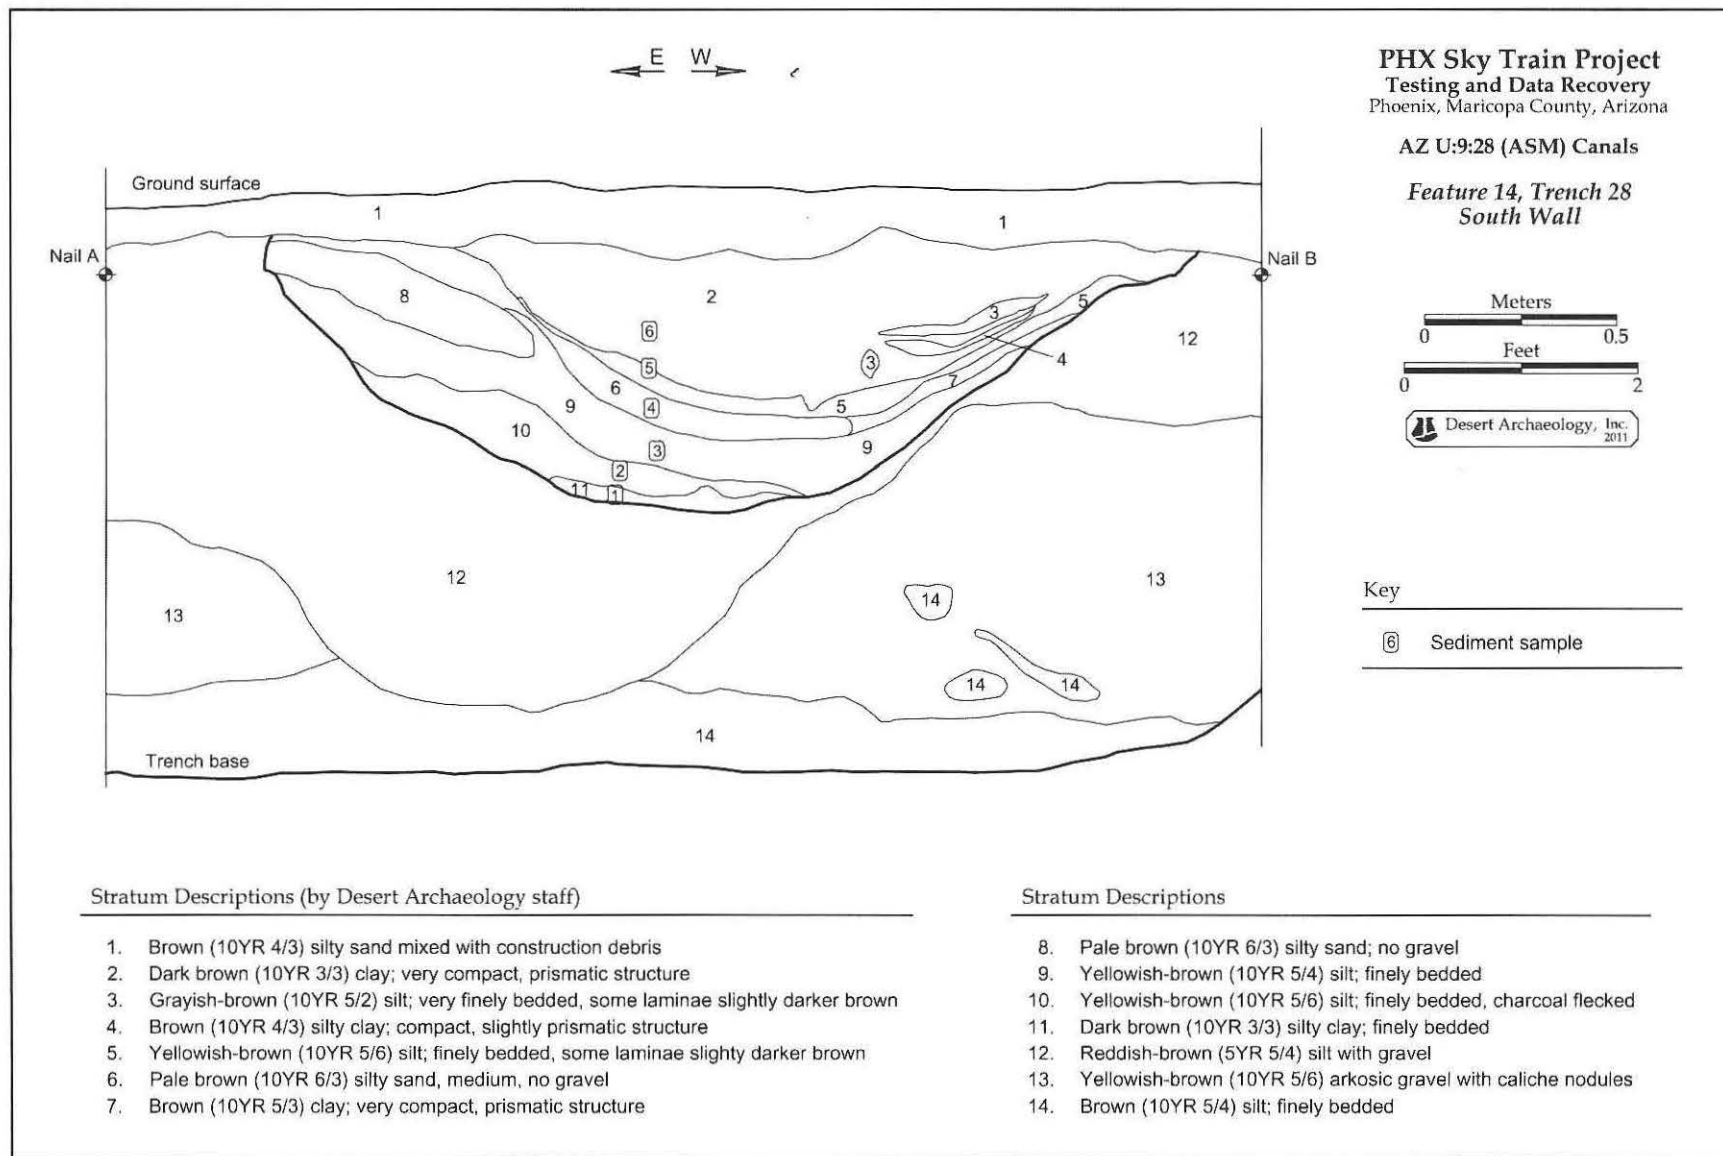 E W
PHX Sky Train Project
Testing and Data Recovery
Phoenix, Maricopa County, Arizona
AZ U:9:28 (ASM) Canals
Feature 14, Trench 28
South Wall
Ground surface
1
1
Nail A
Nail B
8
2
3
5
12
6
3
4
5
6
7
4
5
9
10
9
3
2
11
1
12
13
13
14
14
14
14
Trench base
Meters
0 0.5
Feet
0 2
Desert Archaeology, Inc.
2011
Key
6 Sediment sample
Stratum Descriptions (by Desert Archaeology staff)
1. Brown (10YR 4/3) silty sand mixed with construction debris
2. Dark brown (10YR 3/3) clay; very compact, prismatic structure
3. Grayish-brown (10YR 5/2) silt; very finely bedded, some laminae slightly darker brown
4. Brown (10YR 4/3) silty clay; compact, slightly prismatic structure
5. Yellowish-brown (10YR 5/6) silt; finely bedded, some laminae slighty darker brown
6. Pale brown (10YR 6/3) silty sand, medium, no gravel
7. Brown (10YR 5/3) clay; very compact, prismatic structure
Stratum Descriptions
8. Pale brown (10YR 6/3) silty sand; no gravel
9. Yellowish-brown (10YR 5/4) silt; finely bedded
10. Yellowish-brown (10YR 5/6) silt; finely bedded, charcoal flecked
11. Dark brown (10YR 3/3) silty clay; finely bedded
12. Reddish-brown (5YR 5/4) silt with gravel
13. Yellowish-brown (10YR 5/6) arkosic gravel with caliche nodules
14. Brown (10YR 5/4) silt; finely bedded